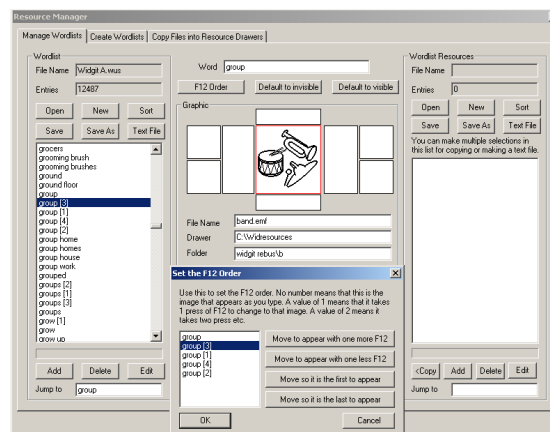 Resource Manager
Manage Wordlists
Create Wordlists
Copy Files into Resource Drawers
Wordlist
File Name
Widgit A.wus
Entries
12487
Open
New
Sort
Save
Save As
Text File
grocers
grooming brush
grooming brushes
ground
ground floor
group
group [3]
group [1]
group [4]
group [2]
group home
group homes
group house
group work
grouped
groups [2]
groups [1]
groups [3]
groups
grow [1]
grow
grow up
Add
Delete
Edit
Jump to
group
Word
group
F12 Order
Default to invisible
Default to visible
Graphic
File Name
band.emf
Drawer
C:\Widresources
Folder
widgit rebus\b
Set the F12 Order
Use this to set the F12 order. No number means that this is the
image that appears as you type. A value of 1 means that it takes
1 press of F12 to change to that image. A value of 2 means it
takes two press etc.
group
group [3]
group [1]
group [4]
group [2]
Move to appear with one more F12
Move to appear with one less F12
Move so it is the first to appear
Move so it is the last to appear
OK
Cancel
Wordlist Resources
File Name
Entries
0
Open
New
Sort
Save
Save As
Text File
You can make multiple selections in
this list for copying or making a text file.
<Copy
Add
Delete
Edit
Jump to